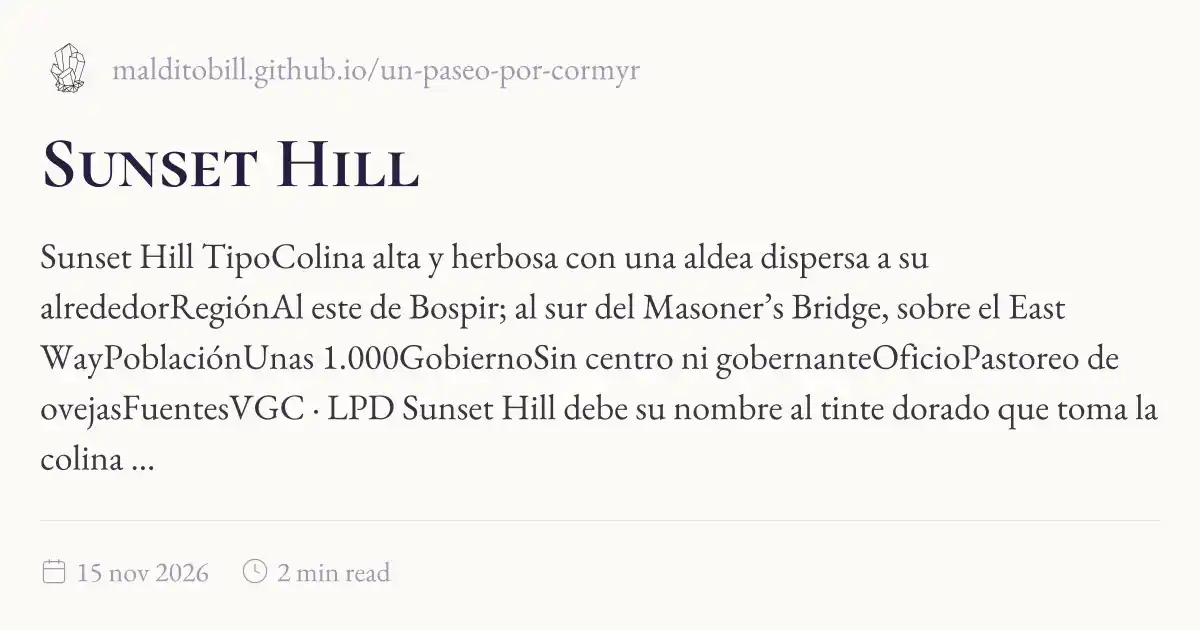 malditobill.github.io/un-paseo-por-cormyr
Sunset Hill
Sunset Hill TipoColina alta y herbosa con una aldea dispersa a su
alrededorRegiónAl este de Bospir; al sur del Masoner’s Bridge, sobre el East
WayPoblaciónUnas 1.000GobiernoSin centro ni gobernanteOficioPastoreo de
ovejasFuentesVGC · LPD Sunset Hill debe su nombre al tinte dorado que toma la
colina ...
15 nov 2026 2 min read